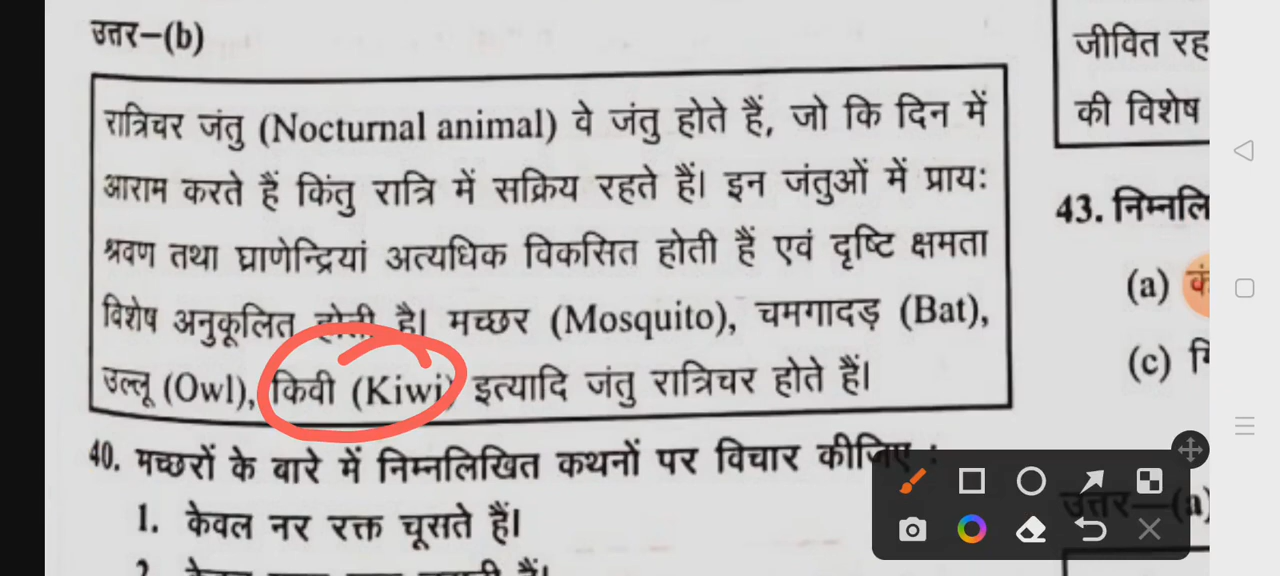 उत्तर–(b)
रात्रिचर जंतु (Nocturnal animal) वे जंतु होते हैं, जो कि दिन में
आराम करते हैं किंतु रात्रि में सक्रिय रहते हैं। इन जंतुओं में प्रायः
श्रवण तथा घ्राणेन्द्रियां अत्यधिक विकसित होती हैं एवं दृष्टि क्षमता
विशेष अनुकूलित होती है। मच्छर (Mosquito), चमगादड़ (Bat),
उल्लू (Owl), किवी (Kiwi) इत्यादि जंतु रात्रिचर होते हैं।
40. मच्छरों के बारे में निम्नलिखित कथनों पर विचार कीजिए :
1. केवल नर रक्त चूसते हैं।
जीवित रह
की विशेष
43. निम्नलि
(a)
(c)
उत्तर–(a)